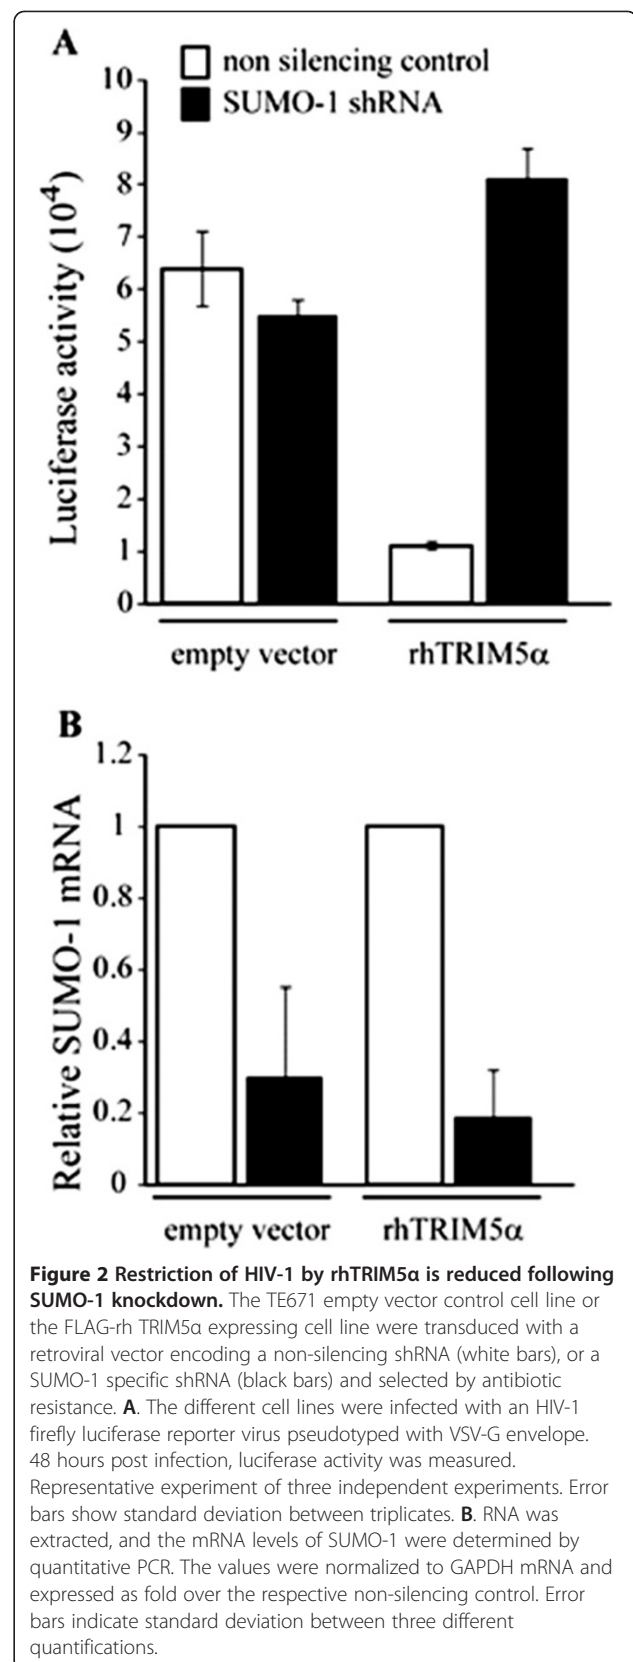 A
non silencing control
SUMO-1 shRNA
Luciferase activity (10⁴)
10
9
8
7
6
5
4
3
2
1
0
empty vector
rhTRIM5α
B
Relative SUMO-1 mRNA
1.2
1
0.8
0.6
0.4
0.2
0
empty vector
rhTRIM5α
Figure 2 Restriction of HIV-1 by rhTRIM5α is reduced following
SUMO-1 knockdown. The TE671 empty vector control cell line or
the FLAG-rh TRIM5α expressing cell line were transduced with a
retroviral vector encoding a non-silencing shRNA (white bars), or a
SUMO-1 specific shRNA (black bars) and selected by antibiotic
resistance. A. The different cell lines were infected with an HIV-1
firefly luciferase reporter virus pseudotyped with VSV-G envelope.
48 hours post infection, luciferase activity was measured.
Representative experiment of three independent experiments. Error
bars show standard deviation between triplicates. B. RNA was
extracted, and the mRNA levels of SUMO-1 were determined by
quantitative PCR. The values were normalized to GAPDH mRNA and
expressed as fold over the respective non-silencing control. Error
bars indicate standard deviation between three different
quantifications.